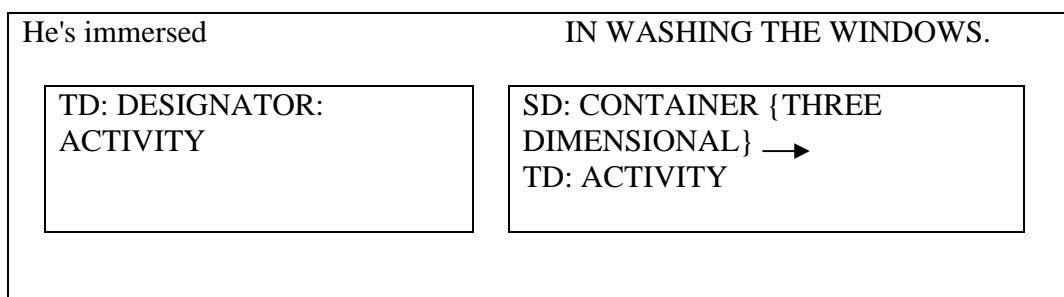 He's immersed IN WASHING THE WINDOWS.
TD: DESIGNATOR:
ACTIVITY
SD: CONTAINER {THREE
DIMENSIONAL} →
TD: ACTIVITY